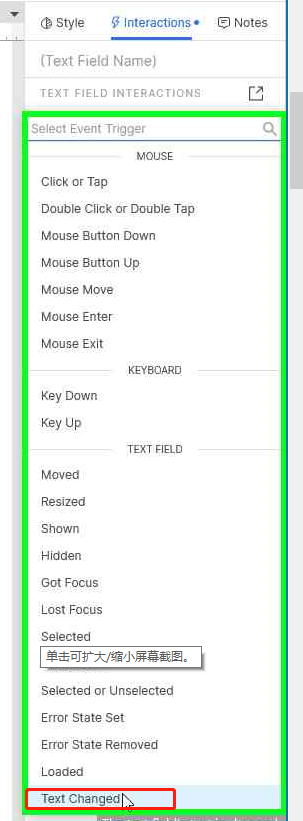 Style
Interactions
Notes
(Text Field Name)
TEXT FIELD INTERACTIONS
Select Event Trigger
MOUSE
Click or Tap
Double Click or Double Tap
Mouse Button Down
Mouse Button Up
Mouse Move
Mouse Enter
Mouse Exit
KEYBOARD
Key Down
Key Up
TEXT FIELD
Moved
Resized
Shown
Hidden
Got Focus
Lost Focus
Selected
单击可扩大/缩小屏幕截图。
Selected or Unselected
Error State Set
Error State Removed
Loaded
Text Changed